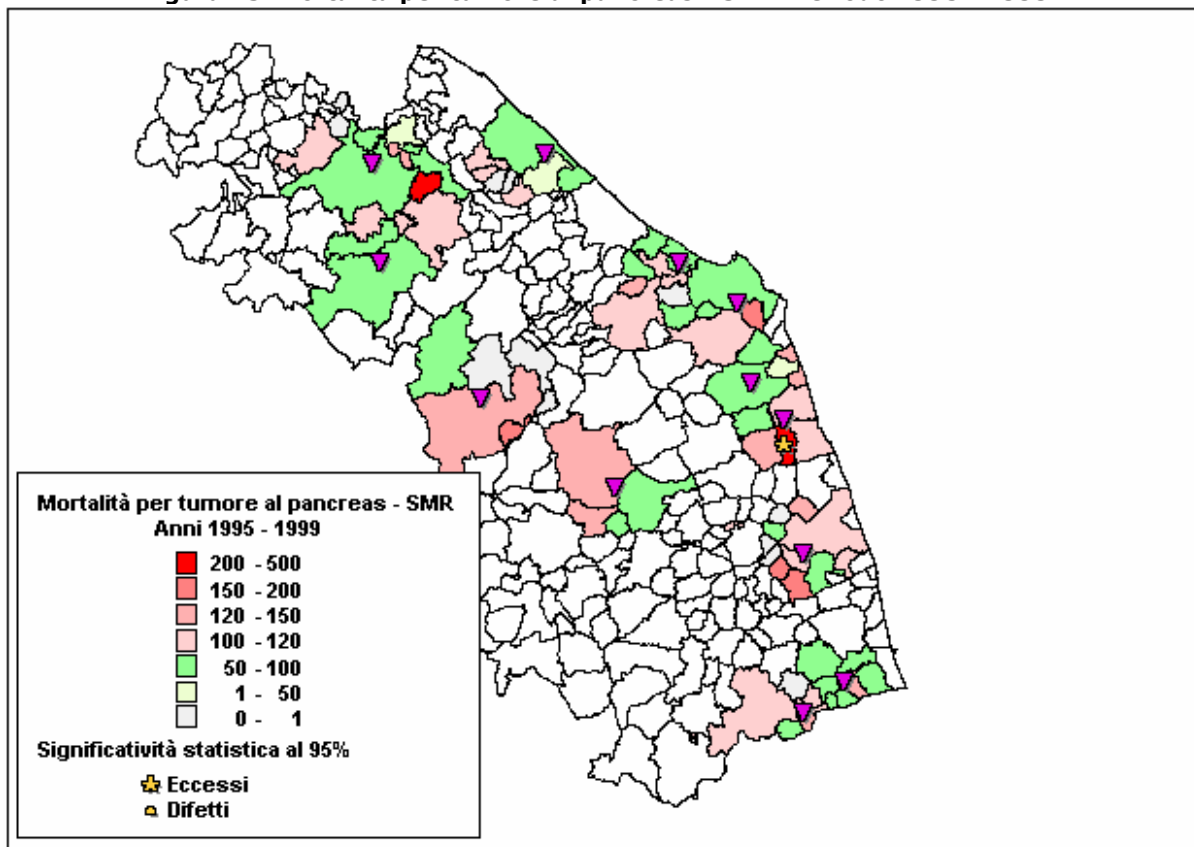 Mortalità per tumore al pancreas - SMR
Anni 1995 - 1999
200 - 500
150 - 200
120 - 150
100 - 120
50 - 100
1 - 50
0 - 1
Significatività statistica al 95%
Eccessi
Difetti